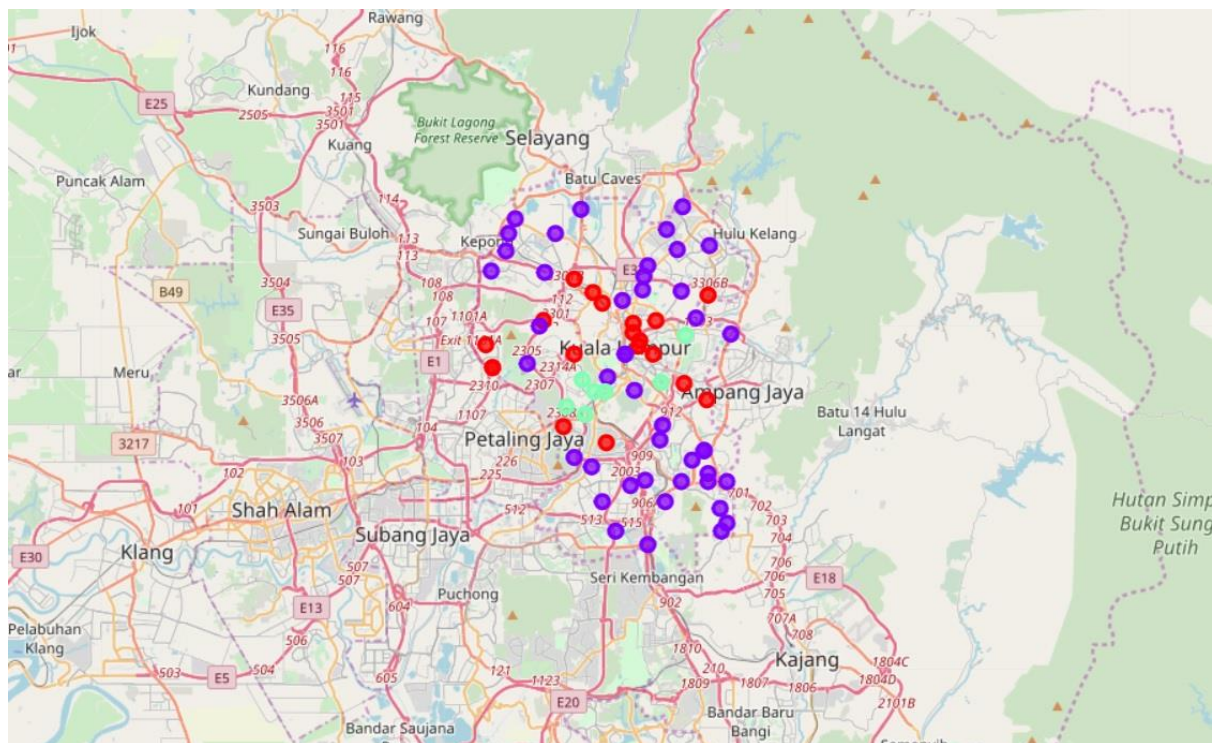 Rawang
Ijok
116
116
E25
Kundang
2505
3501
115
3501
Bukit Lagong
Forest Reserve
Selayang
Kuang
Puncak Alam
Batu Caves
114
3503
Sungai Buloh
113
113
Kepong
Hulu Kelang
3504
108
108
3306B
B49
112
E35
2301
107
1101A
107
2305
Kuala Lumpur
E1
2314A
Meru
2310
2307
3506A
Ampang Jaya
1107
912
3506
Batu 14 Hulu
Langat
3507
3217
Petaling Jaya
103
226
909
102
225
2003
701
101
Shah Alam
512
906
702
Hutan Simp
Bukit Sung
Putih
513
515
703
Subang Jaya
704
E30
Klang
507
Seri Kembangan
706
E18
507
706
604
902
705
E13
Puchong
506
707A
Pelabuhan
Klang
708
1810
Kajang
1804C
503
504
E5
605
121
1123
210
1804D
1809
1807
1806
E20
2101B
Bandar Saujana
Bandar Baru
Bangi